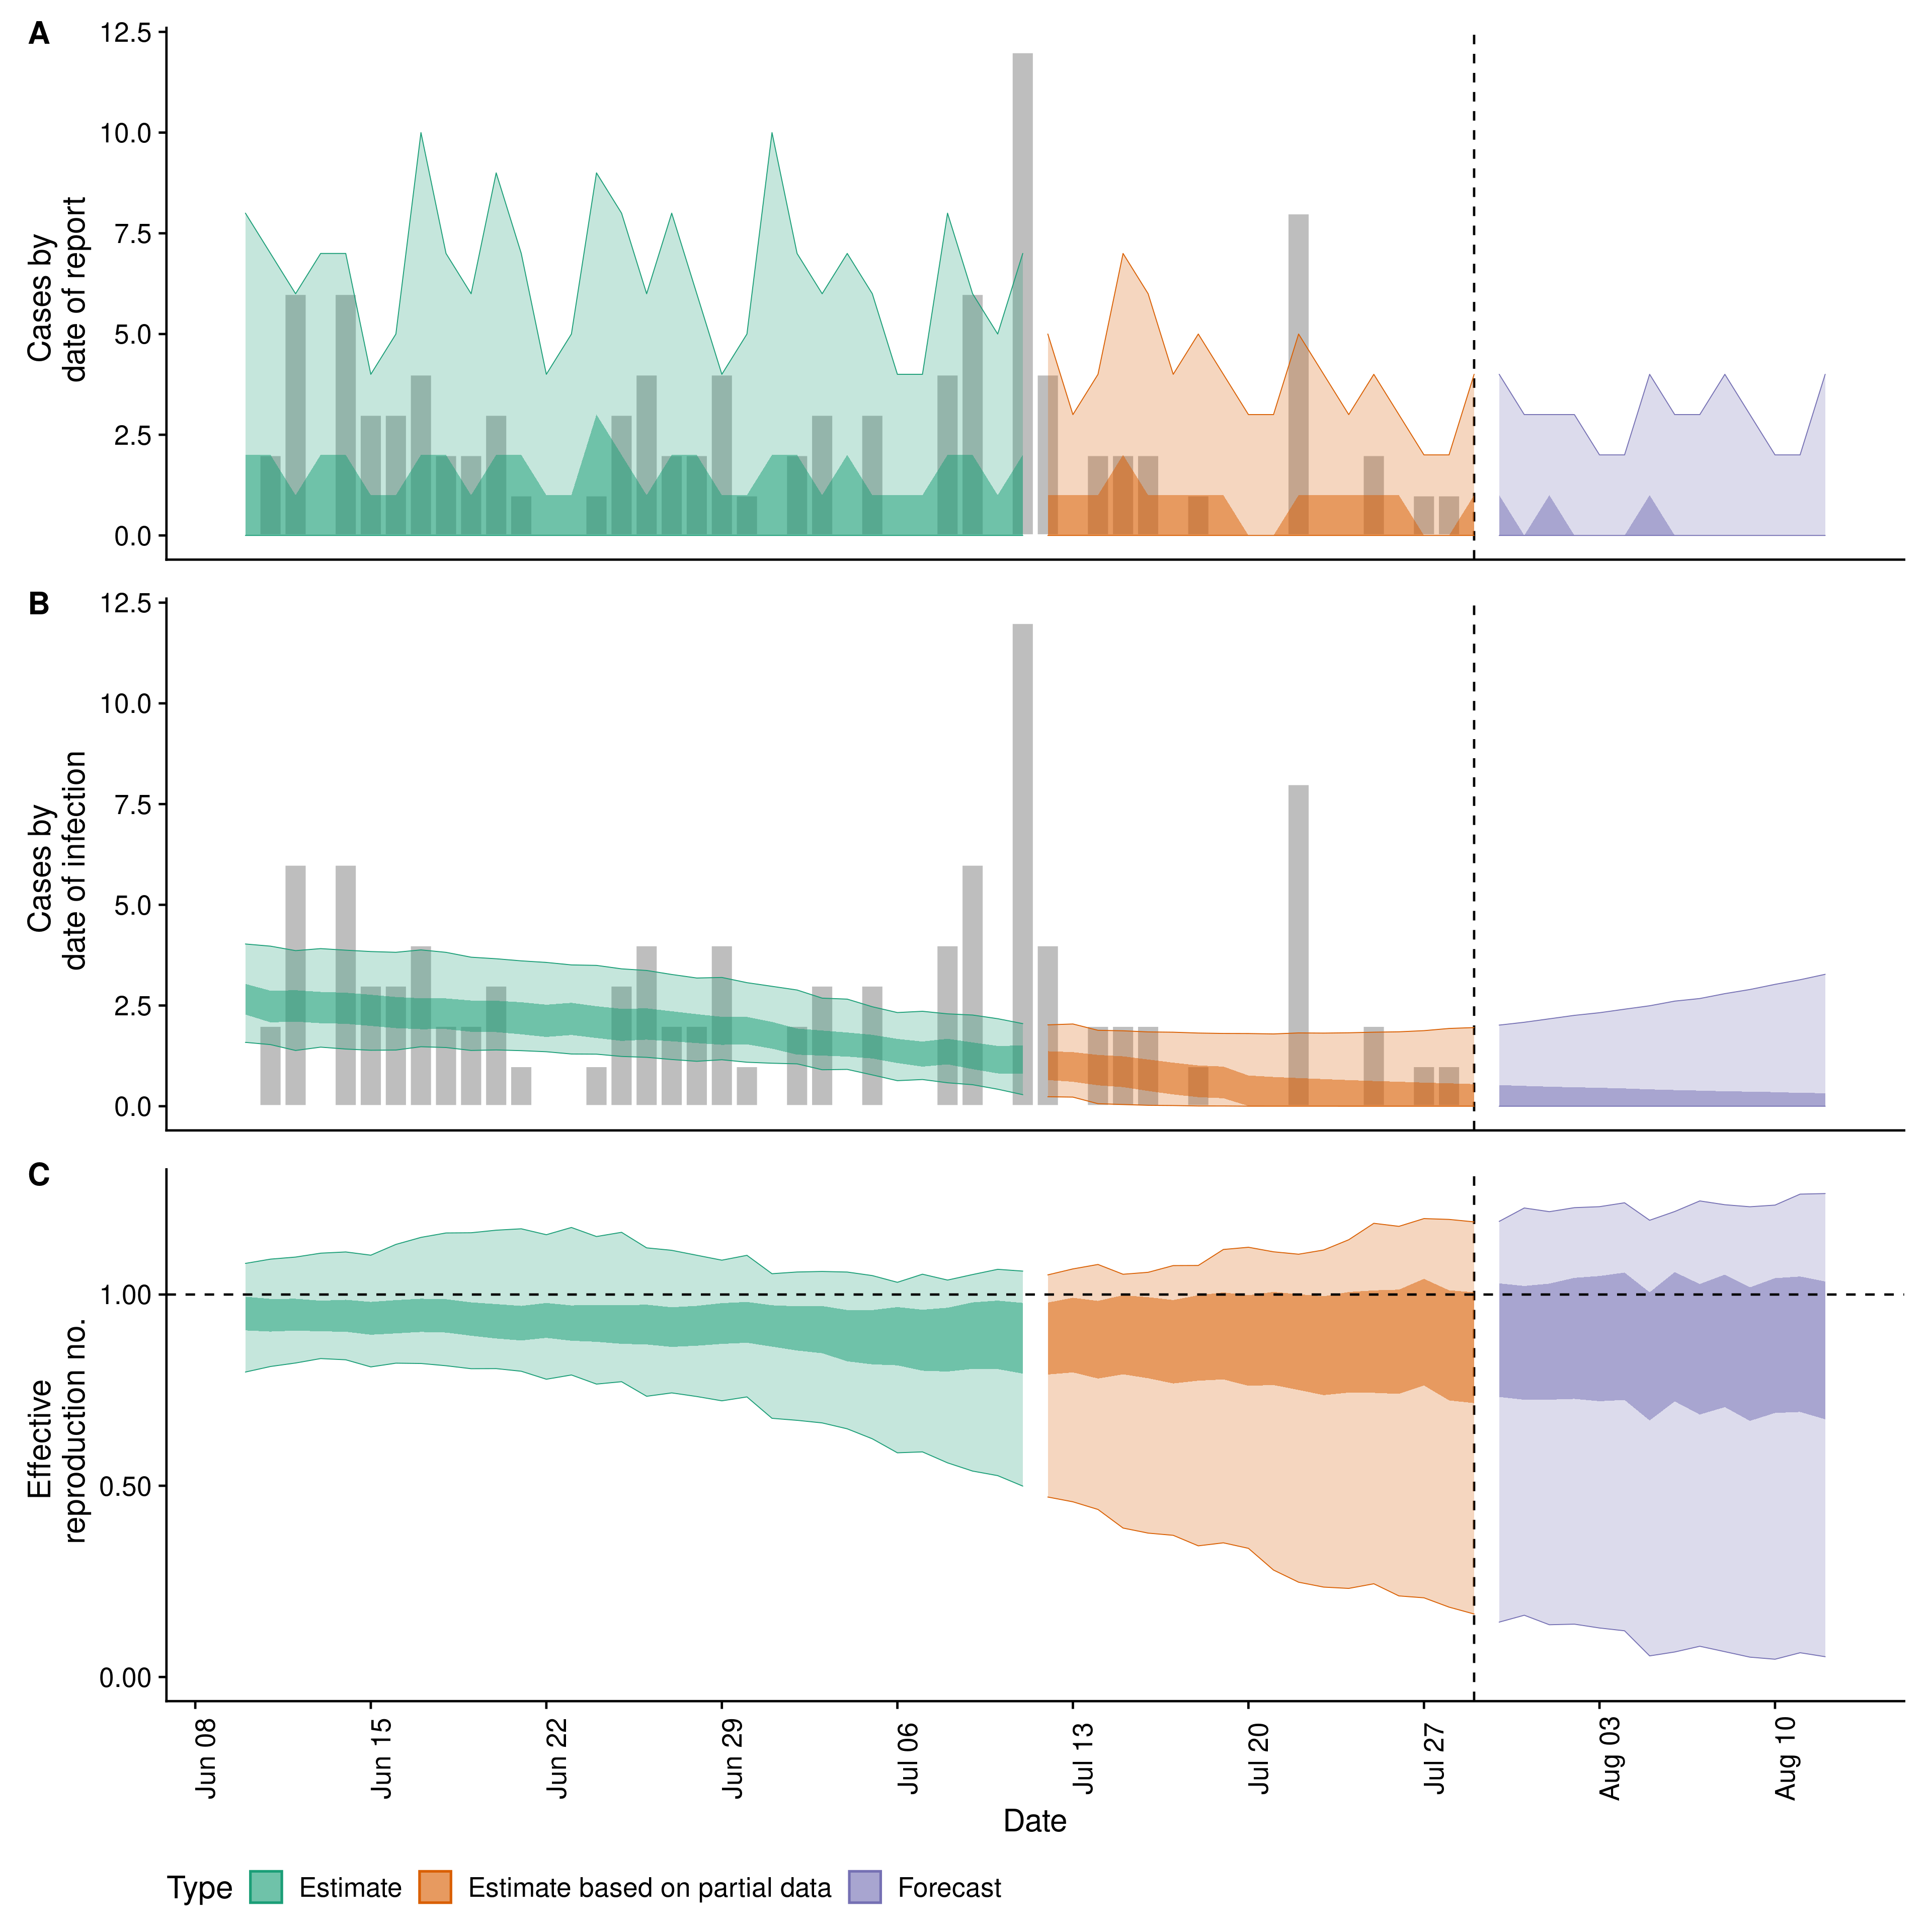 A
12.5
10.0
7.5
5.0
2.5
0.0
Cases by
date of report
B
12.5
10.0
7.5
5.0
2.5
0.0
Cases by
date of infection
C
1.00
0.50
0.00
Effective
reproduction no.
Jun 08
Jun 15
Jun 22
Jun 29
Jul 06
Jul 13
Jul 20
Jul 27
Aug 03
Aug 10
Date
Type Estimate Estimate based on partial data Forecast